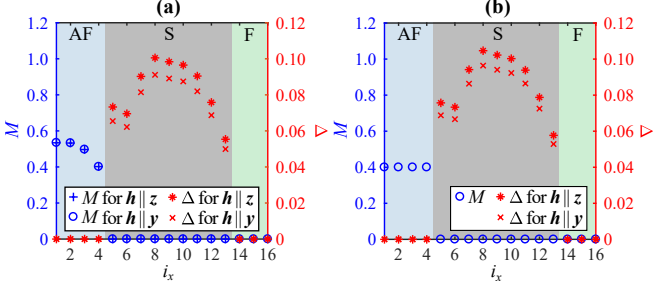 (a)
AF S F
M
1.2
1.0
0.8
0.6
0.4
0.2
0
0.12
0.10
0.08
0.06
0.04
0.02
0
Δ
+ M for h || z * Δ for h || z
○ M for h || y × Δ for h || y
2 4 6 8 10 12 14 16
i_x
(b)
AF S F
M
1.2
1.0
0.8
0.6
0.4
0.2
0
0.12
0.10
0.08
0.06
0.04
0.02
0
Δ
○ M * Δ for h || z
× Δ for h || y
2 4 6 8 10 12 14 16
i_x